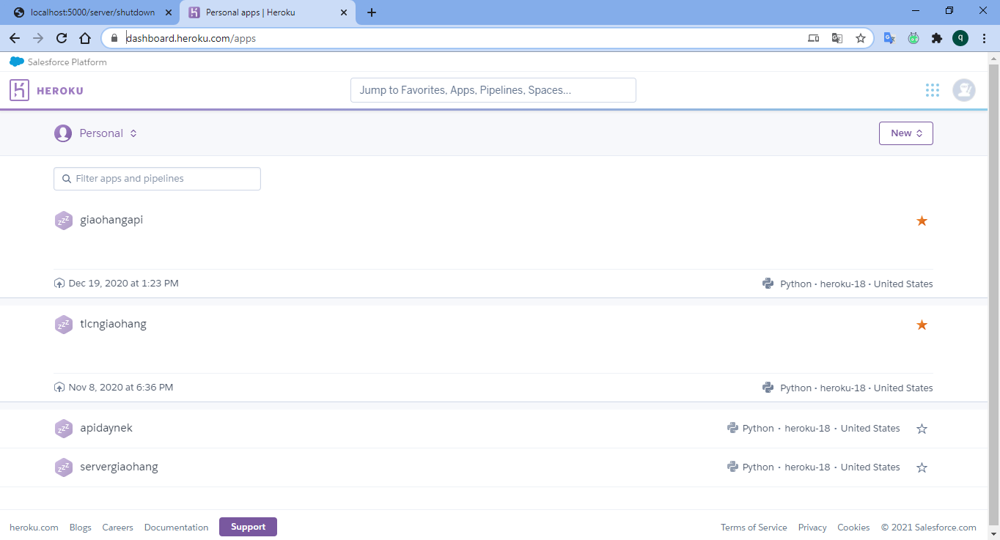 localhost:5000/server/shutdown
Personal apps | Heroku
dashboard.heroku.com/apps
q
Salesforce Platform
HEROKU
Jump to Favorites, Apps, Pipelines, Spaces...
Personal
New
Filter apps and pipelines
zzz giaohangapi
Dec 19, 2020 at 1:23 PM
Python · heroku-18 · United States
zzz tlcngiaohang
Nov 8, 2020 at 6:36 PM
Python · heroku-18 · United States
zzz apidaynek
Python · heroku-18 · United States
zzz servergiaohang
Python · heroku-18 · United States
heroku.com Blogs Careers Documentation Support
Terms of Service Privacy Cookies © 2021 Salesforce.com